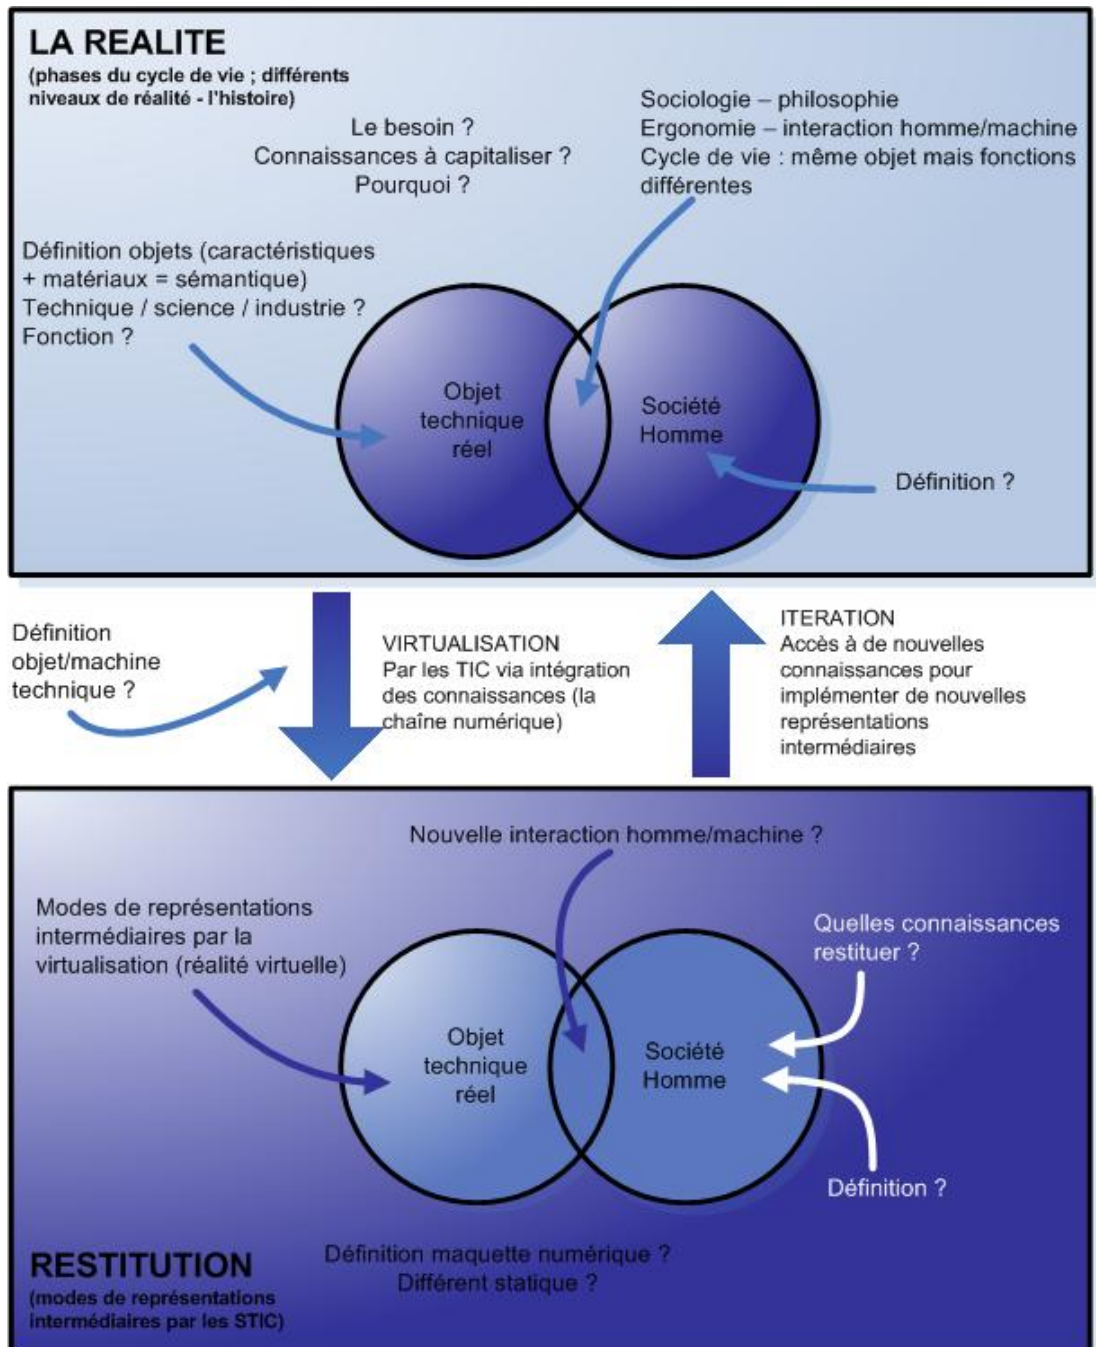 LA REALITE
(phases du cycle de vie ; différents
niveaux de réalité - l'histoire)
Le besoin ?
Connaissances à capitaliser ?
Pourquoi ?
Sociologie – philosophie
Ergonomie – interaction homme/machine
Cycle de vie : même objet mais fonctions
différentes
Définition objets (caractéristiques
+ matériaux = sémantique)
Technique / science / industrie ?
Fonction ?
Objet
technique
réel
Société
Homme
Définition ?
Définition
objet/machine
technique ?
VIRTUALISATION
Par les TIC via intégration
des connaissances (la
chaîne numérique)
ITERATION
Accès à de nouvelles
connaissances pour
implémenter de nouvelles
représentations
intermédiaires
Nouvelle interaction homme/machine ?
Modes de représentations
intermédiaires par la
virtualisation (réalité virtuelle)
Quelles connaissances
restituer ?
Objet
technique
réel
Société
Homme
Définition ?
Définition maquette numérique ?
Différent statique ?
RESTITUTION
(modes de représentations
intermédiaires par les STIC)